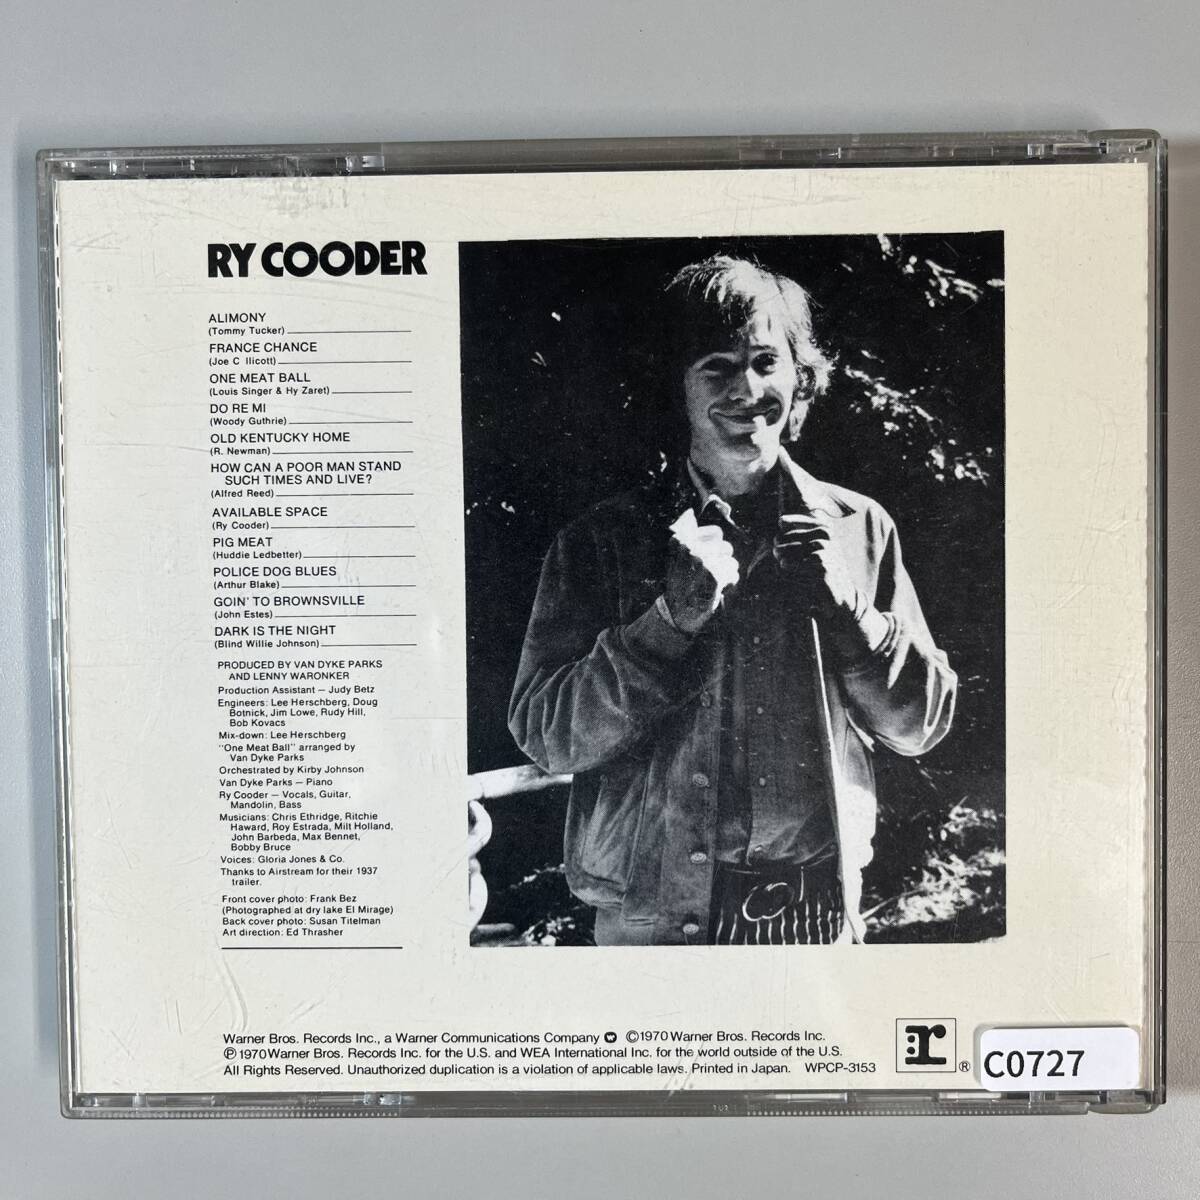 RY COODER
ALIMONY
(Tommy Tucker)
FRANCE CHANCE
(Joe C llicott)
ONE MEAT BALL
(Louis Singer & Hy Zaret)
DO RE MI
(Woody Guthrie)
OLD KENTUCKY HOME
(R. Newman)
HOW CAN A POOR MAN STAND
SUCH TIMES AND LIVE?
(Alfred Reed)
AVAILABLE SPACE
(Ry Cooder)
PIG MEAT
(Huddie Ledbetter)
POLICE DOG BLUES
(Arthur Blake)
GOIN' TO BROWNSVILLE
(John Estes)
DARK IS THE NIGHT
(Blind Willie Johnson)
PRODUCED BY VAN DYKE PARKS
AND LENNY WARONKER
Production Assistant — Judy Betz
Engineers: Lee Herschberg, Doug
Botnick, Jim Lowe, Rudy Hill,
Bob Kovacs
Mix-down: Lee Herschberg
"One Meat Ball" arranged by
Van Dyke Parks
Orchestrated by Kirby Johnson
Van Dyke Parks — Piano
Ry Cooder — Vocals, Guitar,
Mandolin, Bass
Musicians: Chris Ethridge, Ritchie
Haward, Roy Estrada, Milt Holland,
John Barbeda, Max Bennet,
Bobby Bruce
Voices: Gloria Jones & Co.
Thanks to Airstream for their 1937
trailer.
Front cover photo: Frank Bez
(Photographed at dry lake El Mirage)
Back cover photo: Susan Titelman
Art direction: Ed Thrasher
Warner Bros. Records Inc., a Warner Communications Company ©1970 Warner Bros. Records Inc.
℗1970 Warner Bros. Records Inc. for the U.S. and WEA International Inc. for the world outside of the U.S.
All Rights Reserved. Unauthorized duplication is a violation of applicable laws. Printed in Japan. WPCP-3153
r ®
C0727